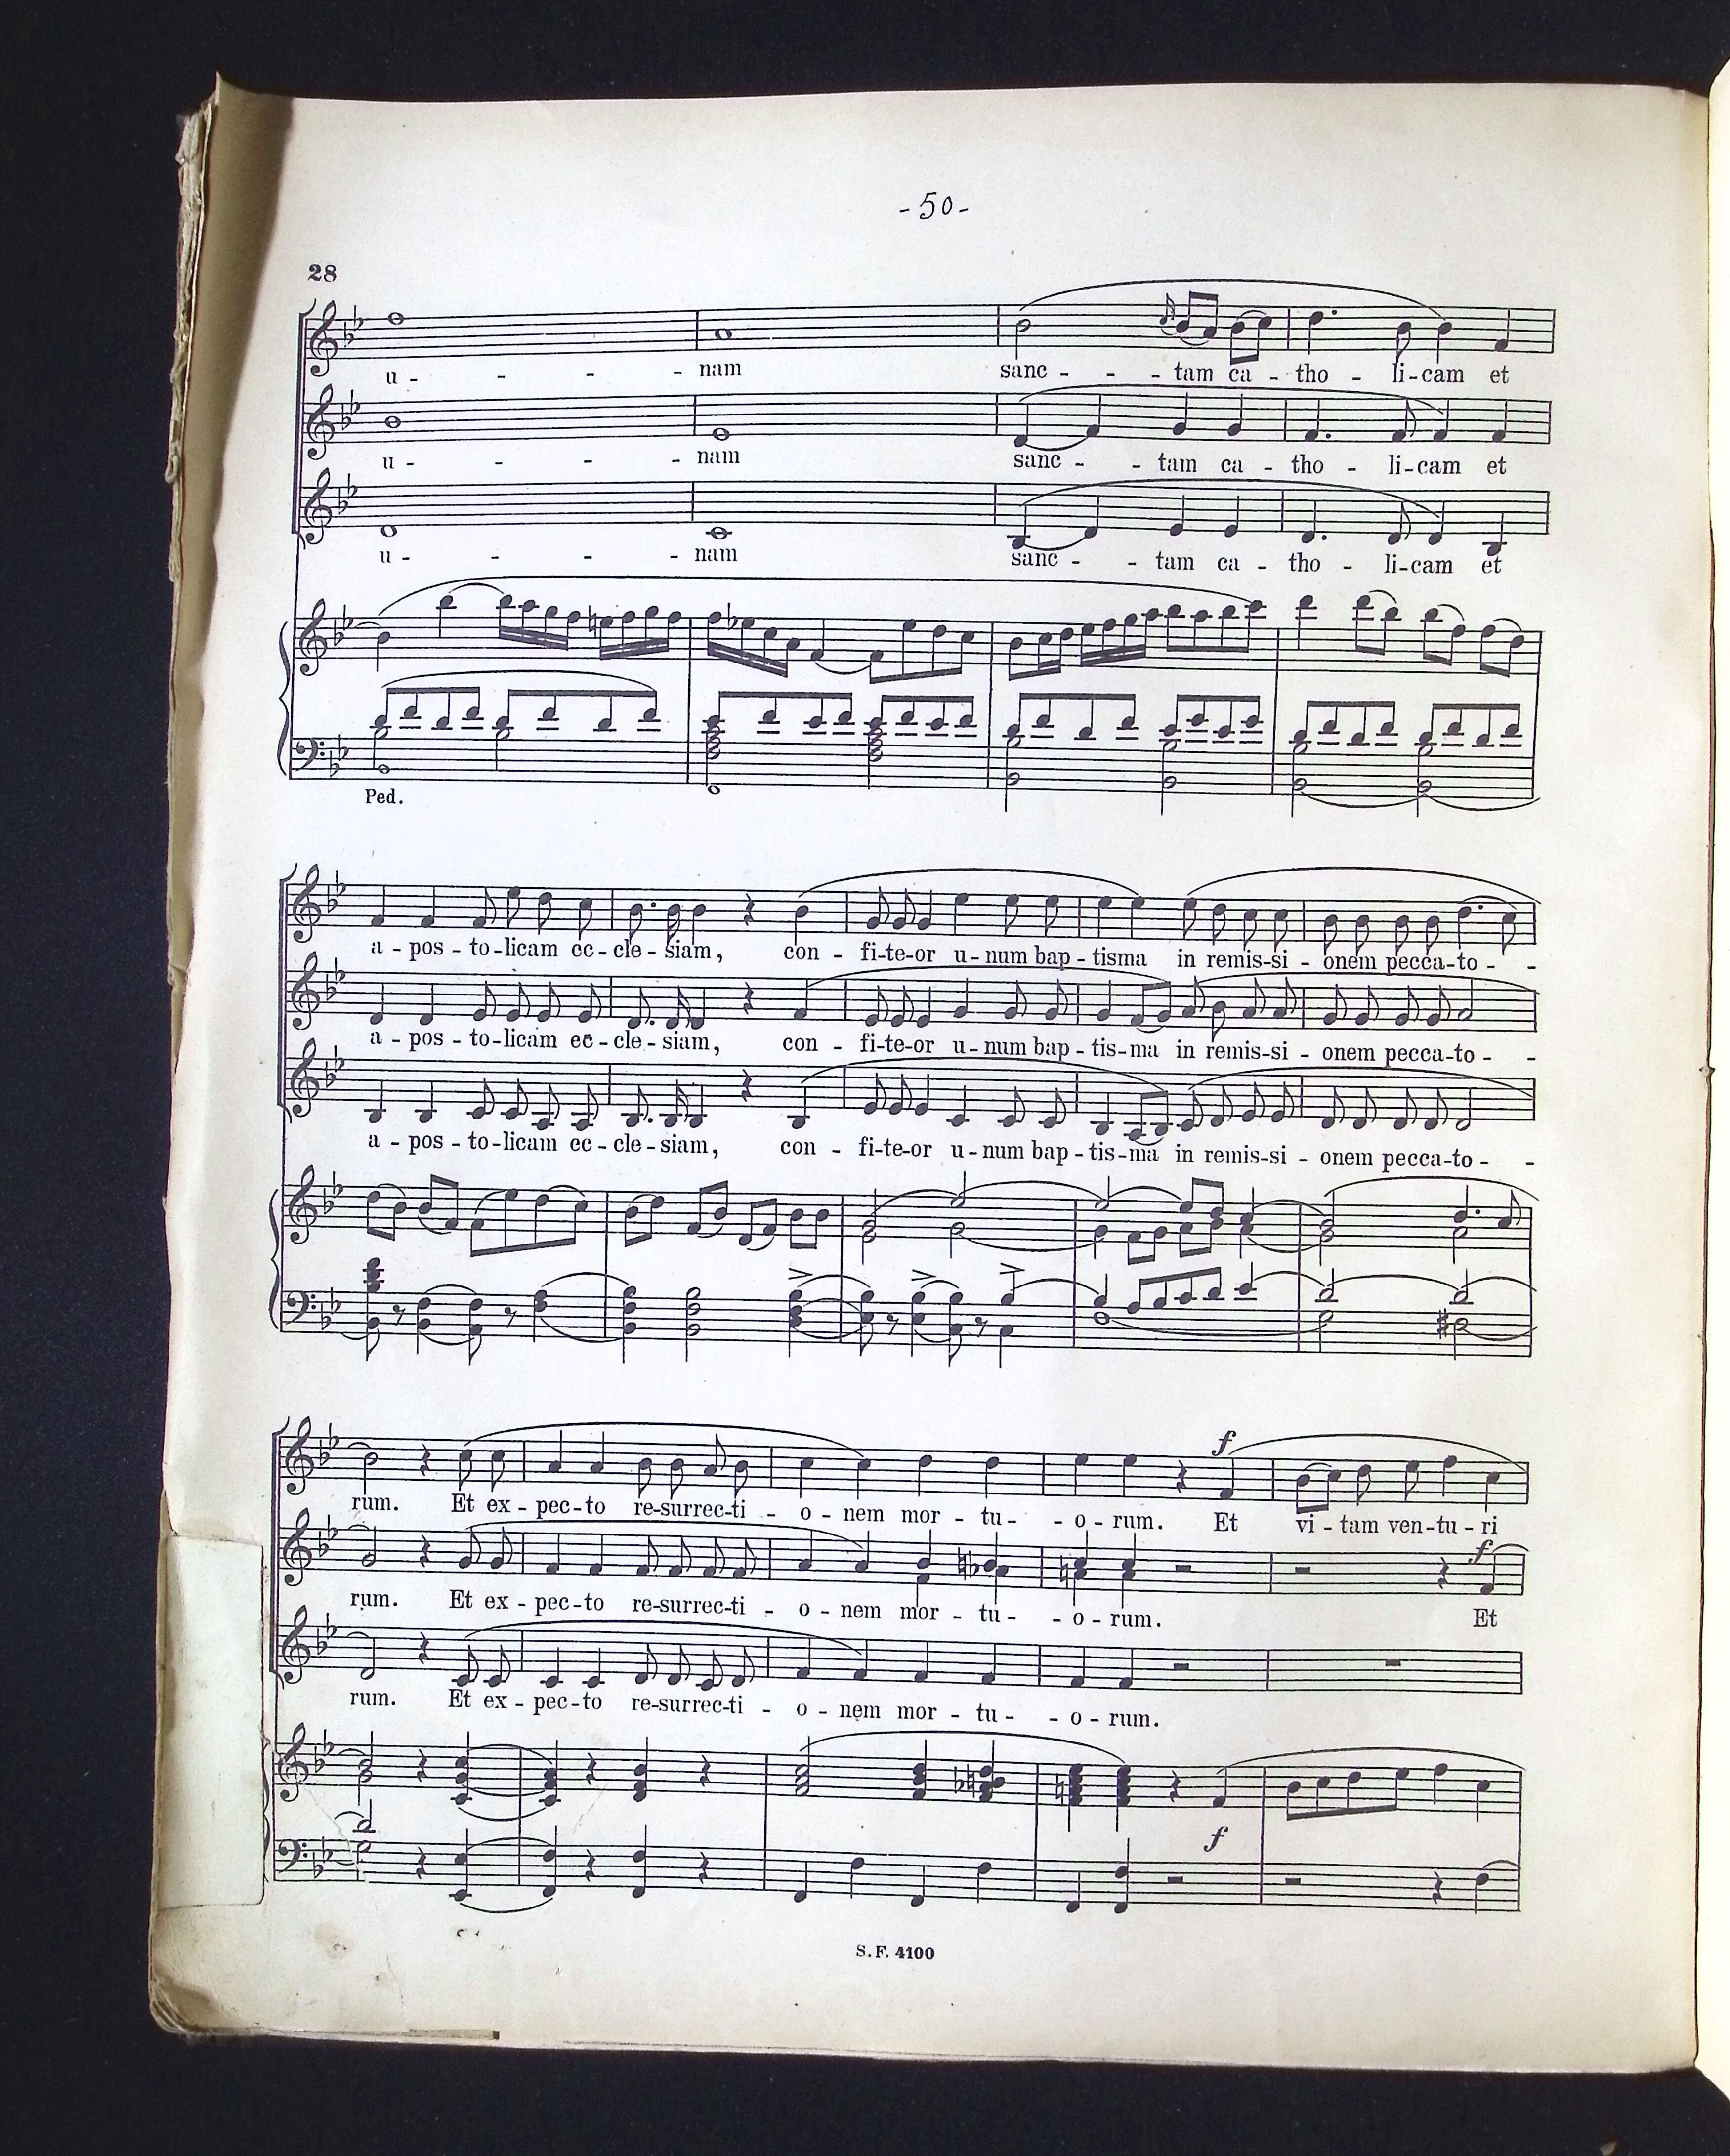 -50-
28
u - - - - nam sanc - - - tam ca - tho - li-cam et
u - - - - nam sanc - - tam ca - tho - li-cam et
u - - - - nam sanc - - tam ca - tho - li-cam et
Ped.
a - pos - to-licam ec-cle-siam, con - fi-te-or u-num bap-tisma in remis-si - onem pecca-to - -
a - pos - to-licam ec-cle-siam, con - fi-te-or u-num bap-tis-ma in remis-si - onem pecca-to - -
a - pos - to-licam ec-cle-siam, con - fi-te-or u-num bap-tis-ma in remis-si - onem pecca-to - -
f
rum. Et ex-pec-to re-surrec-ti - o - nem mor - tu - - o - rum. Et vi-tam ven-tu-ri
f
rum. Et ex-pec-to re-surrec-ti - o - nem mor - tu - - o - rum. Et
rum. Et ex-pec-to re-surrec-ti - o - nem mor - tu - - o - rum.
f
S.F. 4100